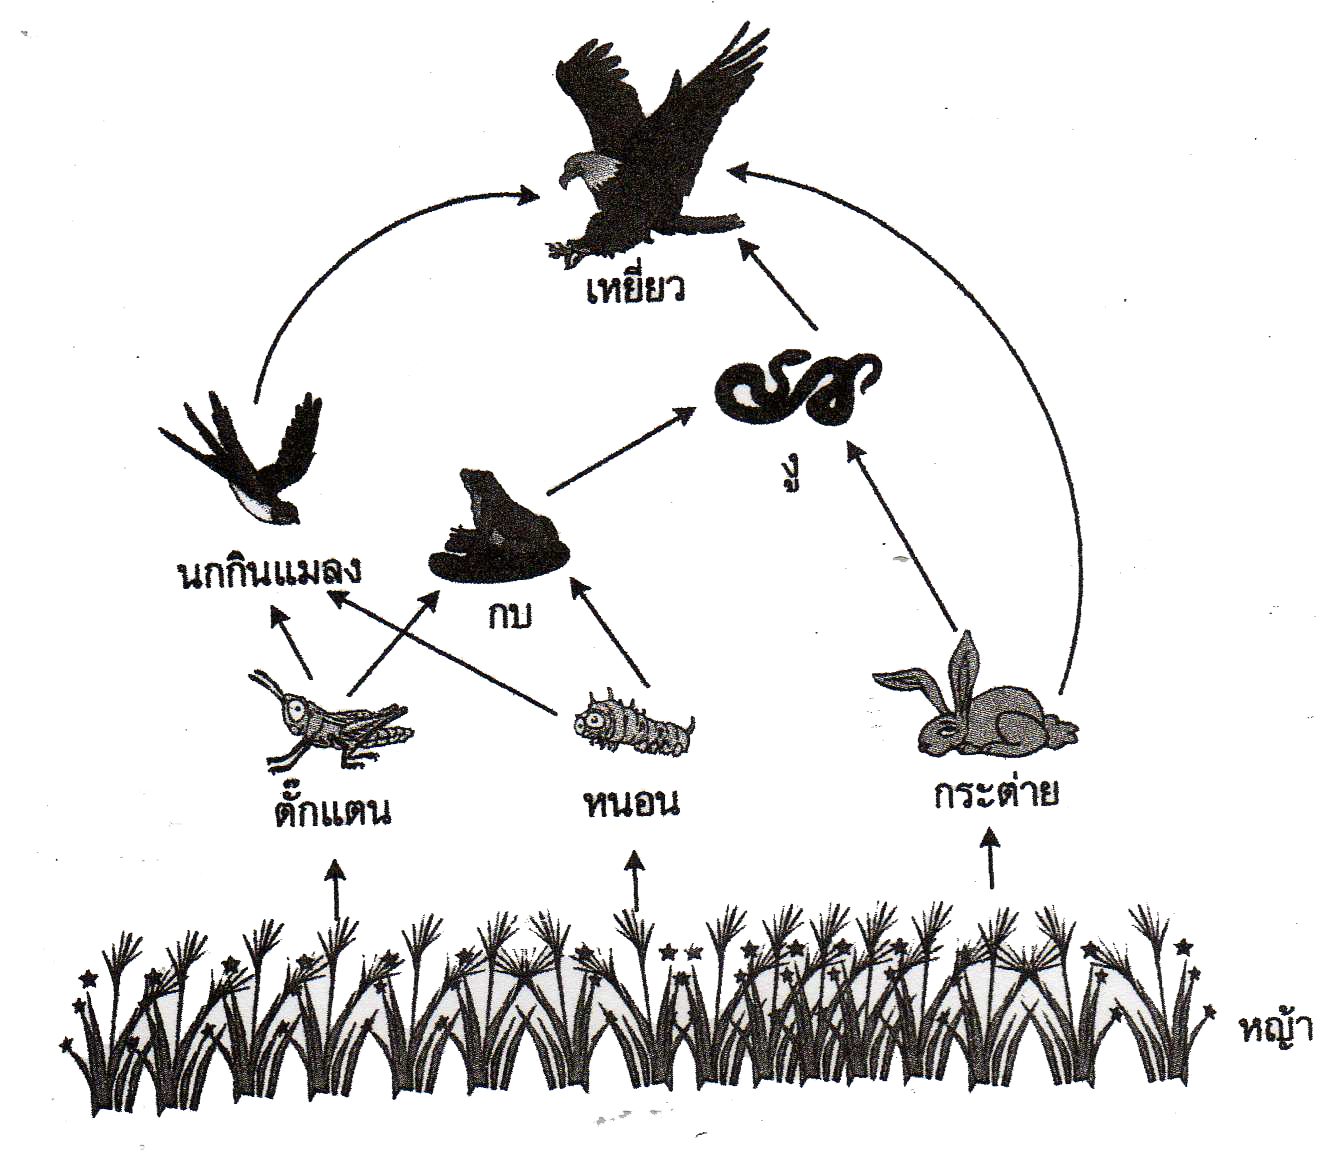 เหยี่ยว
งู
นกกินแมลง
กบ
ตั๊กแตน
หนอน
กระต่าย
หญ้า